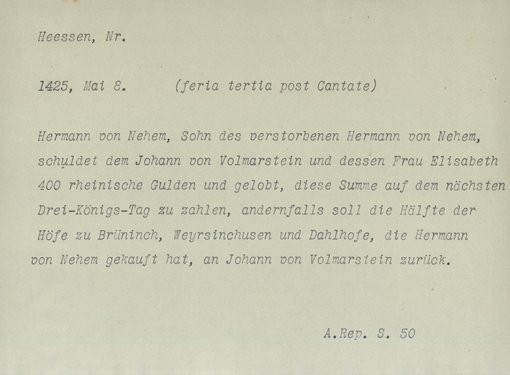 Heessen, Nr.
1425, Mai 8. (feria tertia post Cantate)
Hermann von Nehem, Sohn des verstorbenen Hermann von Nehem,
schuldet dem Johann von Volmarstein und dessen Frau Elisabeth
400 rheinische Gulden und gelobt, diese Summe auf dem nächsten
Drei-Königs-Tag zu zahlen, andernfalls soll die Hälfte der
Höfe zu Brüninch, Weyrsinchusen und Dahlhofe, die Hermann
von Nehem gekauft hat, an Johann von Volmarstein zurück.
A.Rep. S. 50